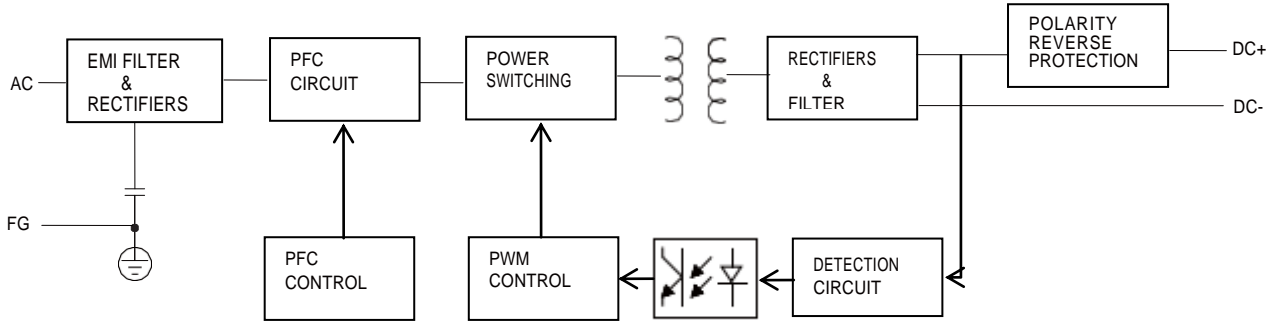 AC
EMI FILTER
&
RECTIFIERS
PFC
CIRCUIT
POWER
SWITCHING
RECTIFIERS
&
FILTER
POLARITY
REVERSE
PROTECTION
DC+
DC-
FG
PFC
CONTROL
PWM
CONTROL
DETECTION
CIRCUIT